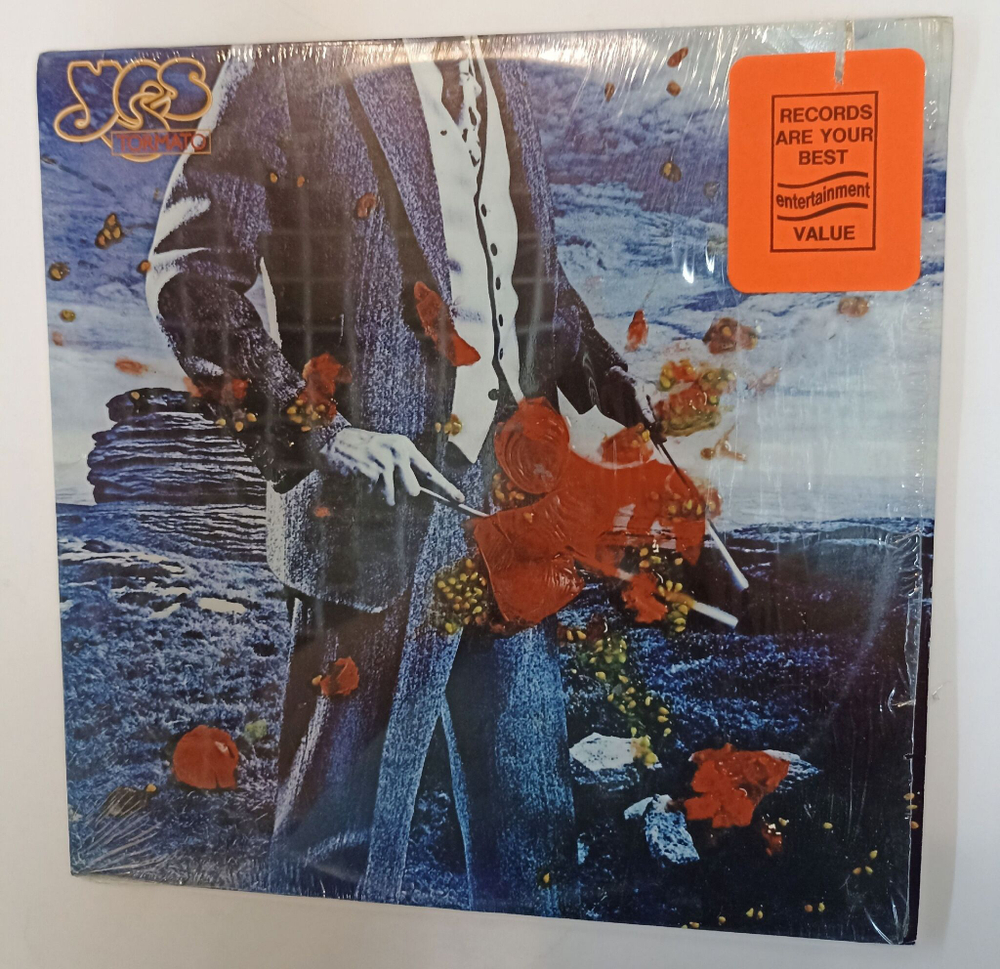 yes
TORMATO
RECORDS
ARE YOUR
BEST
entertainment
VALUE